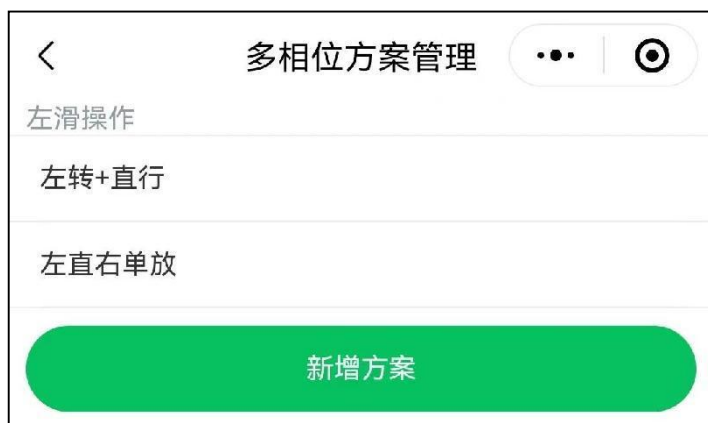 多相位方案管理
左滑操作
左转+直行
左直右单放
新增方案